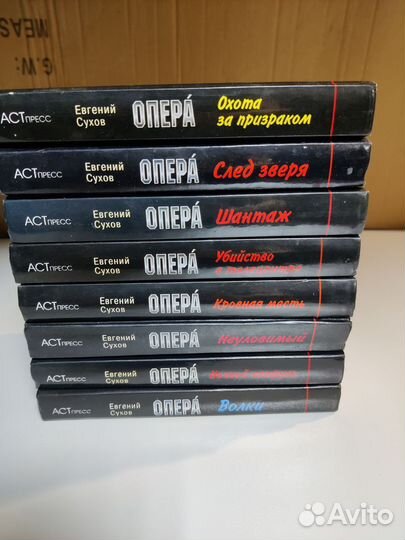 MEAS
G.W:
АСТПРЕСС Евгений Сухов ОПЕРА́ Охота за призраком
АСТПРЕСС Евгений Сухов ОПЕРА́ След зверя
АСТПРЕСС Евгений Сухов ОПЕРА́ Шантаж
АСТПРЕСС Евгений Сухов ОПЕРА́ Убийство в
АСТПРЕСС Евгений Сухов ОПЕРА́ Кровная месть
АСТПРЕСС Евгений Сухов ОПЕРА́ Неуловимый
АСТПРЕСС Евгений Сухов ОПЕРА́
АСТПРЕСС Евгений Сухов ОПЕРА́ Волки
Avito